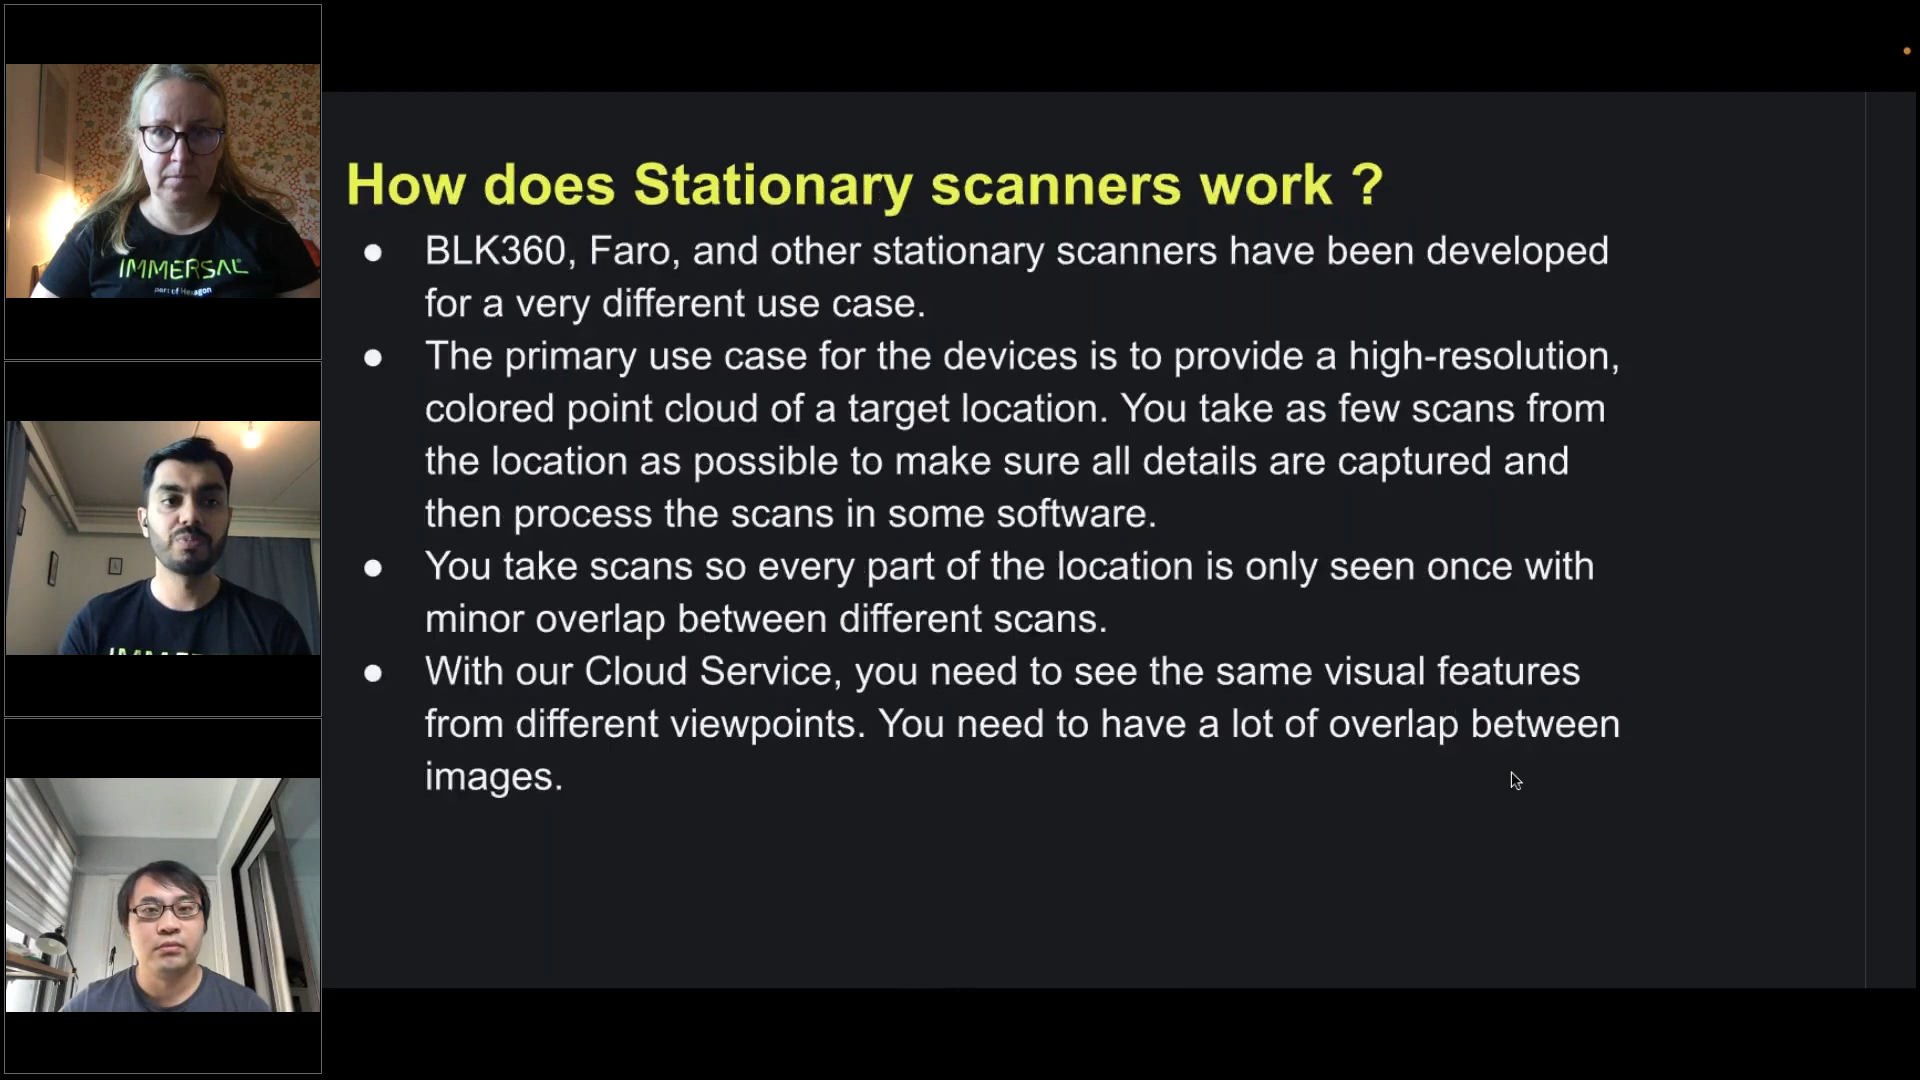 IMMERSAL
part of Hexagon
How does Stationary scanners work ?
● BLK360, Faro, and other stationary scanners have been developed
for a very different use case.
● The primary use case for the devices is to provide a high-resolution,
colored point cloud of a target location. You take as few scans from
the location as possible to make sure all details are captured and
then process the scans in some software.
● You take scans so every part of the location is only seen once with
minor overlap between different scans.
● With our Cloud Service, you need to see the same visual features
from different viewpoints. You need to have a lot of overlap between
images.